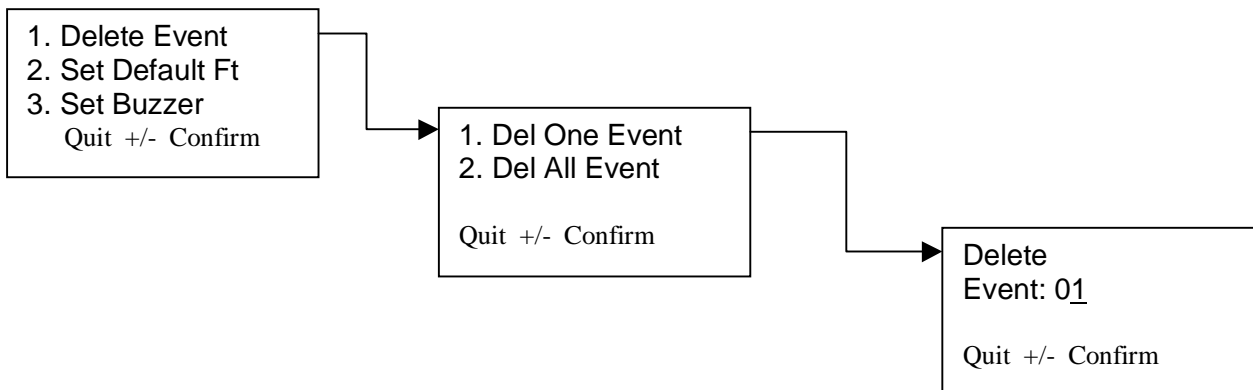 1. Delete Event
2. Set Default Ft
3. Set Buzzer
Quit +/- Confirm
1. Del One Event
2. Del All Event
Quit +/- Confirm
Delete
Event: 01
Quit +/- Confirm